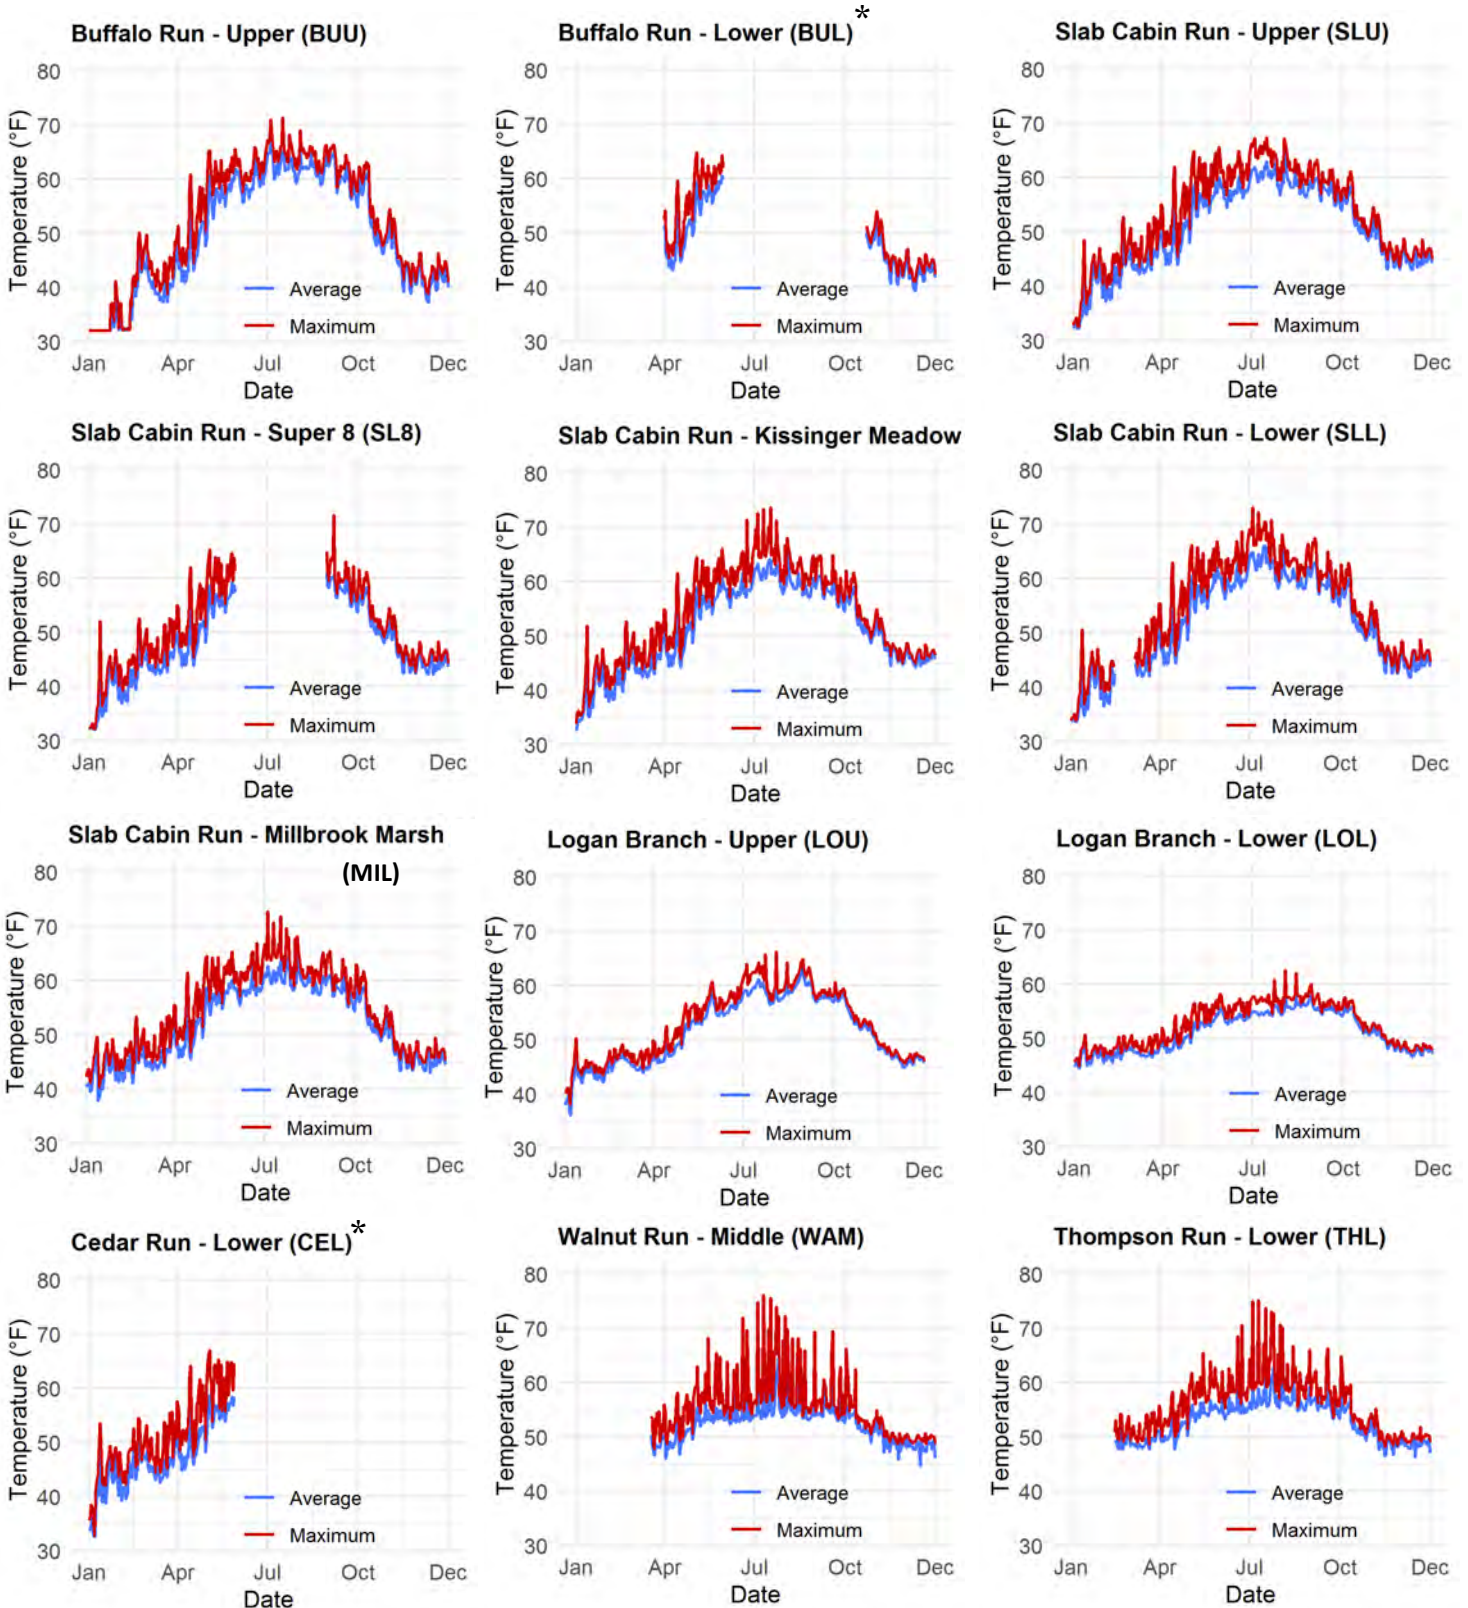 Buffalo Run - Upper (BUU)
80
70
60
50
40
30
Temperature (°F)
Average
Maximum
Jan Apr Jul Oct Dec
Date
Buffalo Run - Lower (BUL)*
80
70
60
50
40
30
Temperature (°F)
Average
Maximum
Jan Apr Jul Oct Dec
Date
Slab Cabin Run - Upper (SLU)
80
70
60
50
40
30
Temperature (°F)
Average
Maximum
Jan Apr Jul Oct Dec
Date
Slab Cabin Run - Super 8 (SL8)
80
70
60
50
40
30
Temperature (°F)
Average
Maximum
Jan Apr Jul Oct Dec
Date
Slab Cabin Run - Kissinger Meadow
80
70
60
50
40
30
Temperature (°F)
Average
Maximum
Jan Apr Jul Oct Dec
Date
Slab Cabin Run - Lower (SLL)
80
70
60
50
40
30
Temperature (°F)
Average
Maximum
Jan Apr Jul Oct Dec
Date
Slab Cabin Run - Millbrook Marsh
(MIL)
80
70
60
50
40
30
Temperature (°F)
Average
Maximum
Jan Apr Jul Oct Dec
Date
Logan Branch - Upper (LOU)
80
70
60
50
40
30
Temperature (°F)
Average
Maximum
Jan Apr Jul Oct Dec
Date
Logan Branch - Lower (LOL)
80
70
60
50
40
30
Temperature (°F)
Average
Maximum
Jan Apr Jul Oct Dec
Date
Cedar Run - Lower (CEL)*
80
70
60
50
40
30
Temperature (°F)
Average
Maximum
Jan Apr Jul Oct Dec
Date
Walnut Run - Middle (WAM)
80
70
60
50
40
30
Temperature (°F)
Average
Maximum
Jan Apr Jul Oct Dec
Date
Thompson Run - Lower (THL)
80
70
60
50
40
30
Temperature (°F)
Average
Maximum
Jan Apr Jul Oct Dec
Date